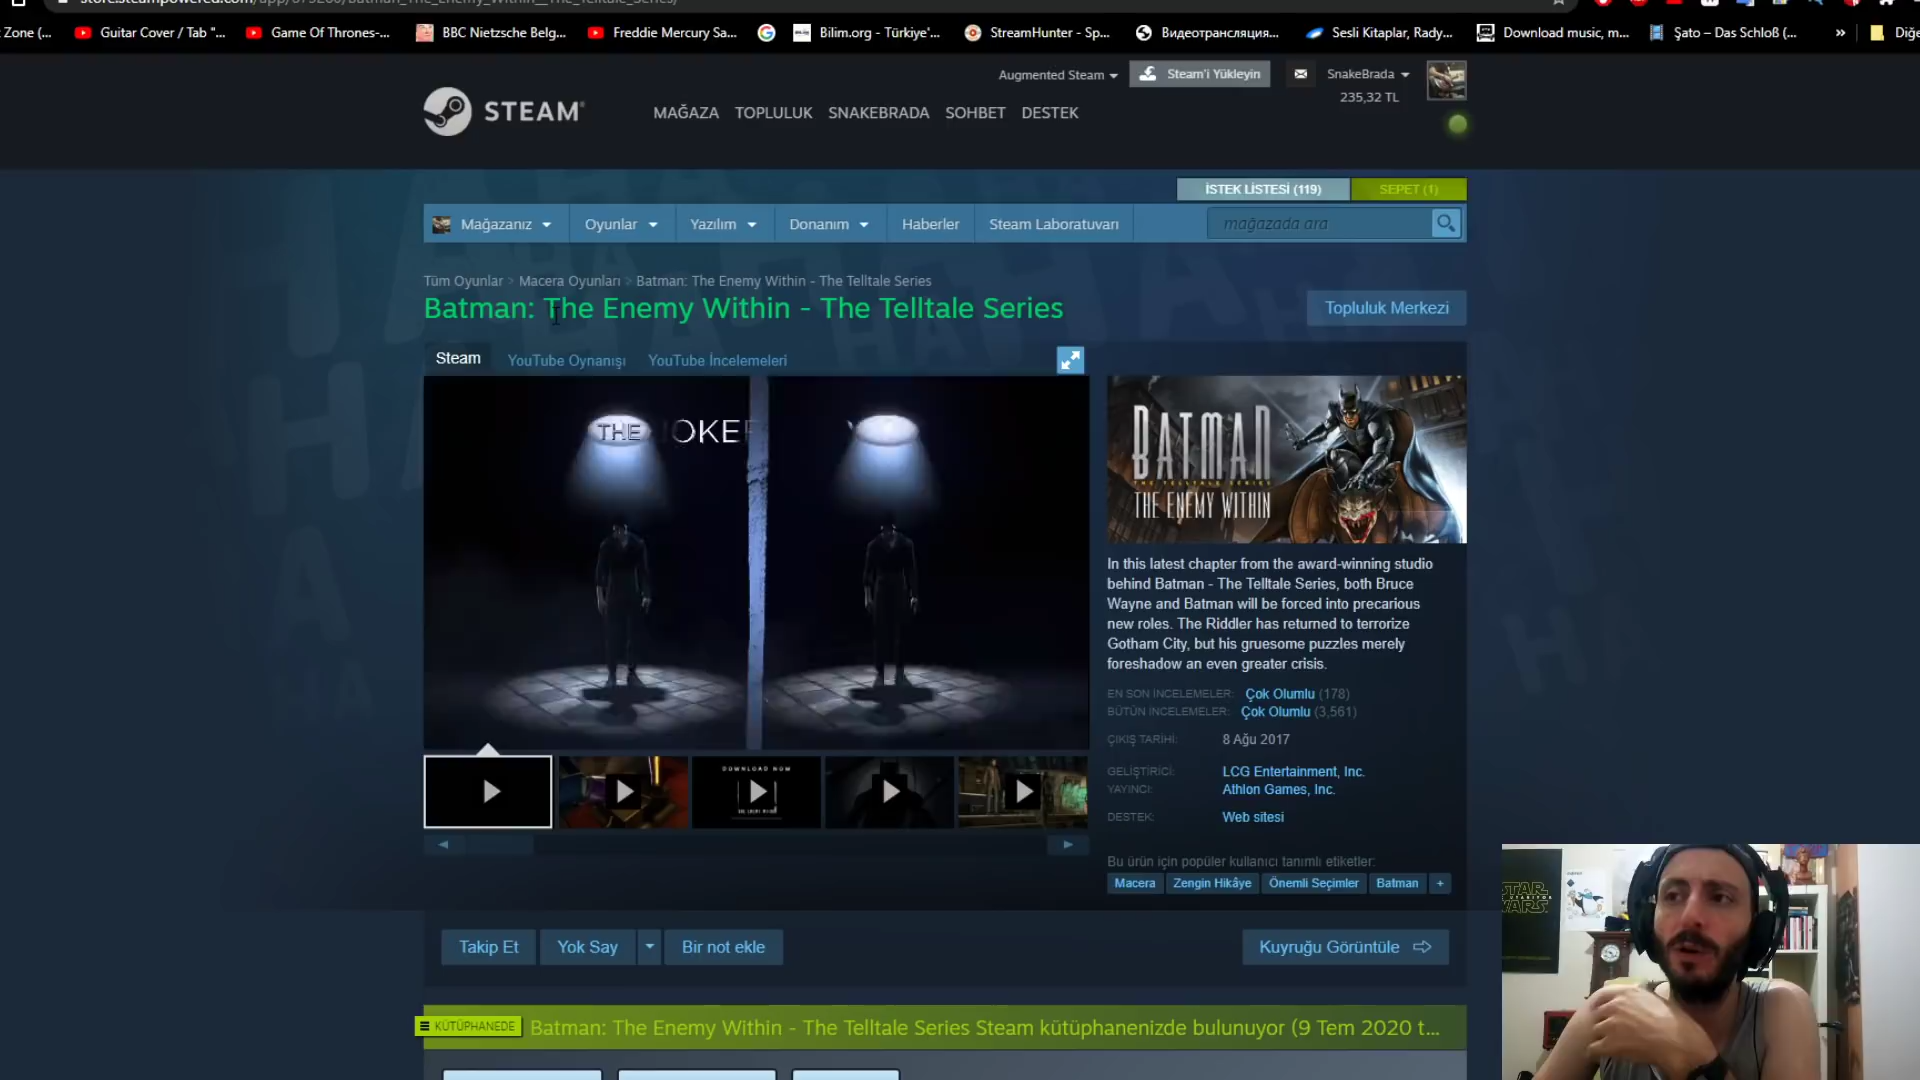 Zone (...
Guitar Cover / Tab "...
Game Of Thrones-...
BBC Nietzsche Belg...
Freddie Mercury Sa...
Bilim.org - Türkiye'...
StreamHunter - Sp...
Видеотрансляция...
Sesli Kitaplar, Rady...
Download music, m...
Şato – Das Schloß (...
»
Diğe
Augmented Steam
Steam'i Yükleyin
SnakeBrada
235,32 TL
STEAM
MAĞAZA
TOPLULUK
SNAKEBRADA
SOHBET
DESTEK
İSTEK LİSTESİ (119)
SEPET (1)
Mağazanız
Oyunlar
Yazılım
Donanım
Haberler
Steam Laboratuvarı
mağazada ara
Tüm Oyunlar > Macera Oyunları > Batman: The Enemy Within - The Telltale Series
Batman: The Enemy Within - The Telltale Series
Topluluk Merkezi
Steam
YouTube Oynanışı
YouTube İncelemeleri
THE OKE
BATMAN
THE TELLTALE SERIES
THE ENEMY WITHIN
In this latest chapter from the award-winning studio
behind Batman - The Telltale Series, both Bruce
Wayne and Batman will be forced into precarious
new roles. The Riddler has returned to terrorize
Gotham City, but his gruesome puzzles merely
foreshadow an even greater crisis.
EN SON İNCELEMELER: Çok Olumlu (178)
BÜTÜN İNCELEMELER: Çok Olumlu (3,561)
ÇIKIŞ TARİHİ: 8 Ağu 2017
GELİŞTİRİCİ: LCG Entertainment, Inc.
YAYINCI: Athlon Games, Inc.
DESTEK: Web sitesi
DOWNLOAD NOW
Bu ürün için popüler kullanıcı tanımlı etiketler:
Macera
Zengin Hikâye
Önemli Seçimler
Batman
+
STAR
WARS
Takip Et
Yok Say
Bir not ekle
Kuyruğu Görüntüle
KÜTÜPHANEDE
Batman: The Enemy Within - The Telltale Series Steam kütüphanenizde bulunuyor (9 Tem 2020 t...